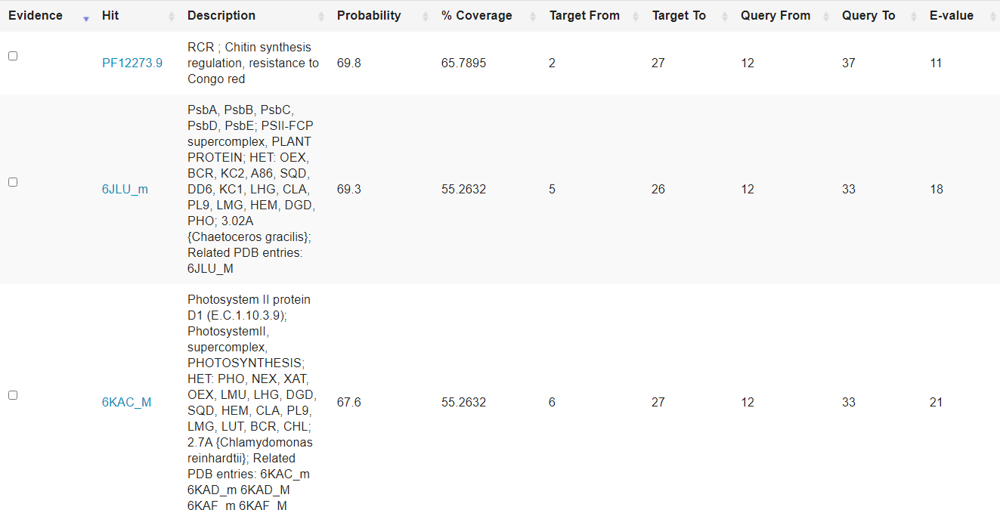 Evidence Hit Description Probability % Coverage Target From Target To Query From Query To E-value
RCR ; Chitin synthesis
PF12273.9 regulation, resistance to 69.8 65.7895 2 27 12 37 11
Congo red
PsbA, PsbB, PsbC,
PsbD, PsbE; PSII-FCP
supercomplex, PLANT
PROTEIN; HET: OEX,
BCR, KC2, A86, SQD,
6JLU_m DD6, KC1, LHG, CLA, 69.3 55.2632 5 26 12 33 18
PL9, LMG, HEM, DGD,
PHO; 3.02A
{Chaetoceros gracilis};
Related PDB entries:
6JLU_M
Photosystem II protein
D1 (E.C.1.10.3.9);
PhotosystemII,
supercomplex,
PHOTOSYNTHESIS;
HET: PHO, NEX, XAT,
OEX, LMU, LHG, DGD,
6KAC_M SQD, HEM, CLA, PL9, 67.6 55.2632 6 27 12 33 21
LMG, LUT, BCR, CHL;
2.7A {Chlamydomonas
reinhardtii}; Related
PDB entries: 6KAC_m
6KAD_m 6KAD_M
6KAF_m 6KAF_M